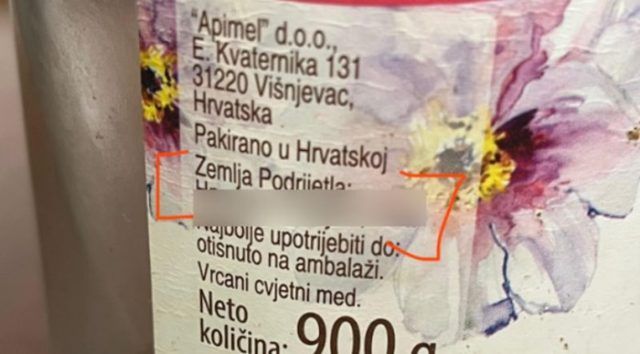 "Apimel" d.o.o.,
E. Kvaternika 131
31220 Višnjevac,
Hrvatska
Pakirano u Hrvatskoj
Zemlja Podrijetla:
Najbolje upotrijebiti do:
otisnuto na ambalaži.
Vrcani cvjetni med.
Neto
količina: 900 g